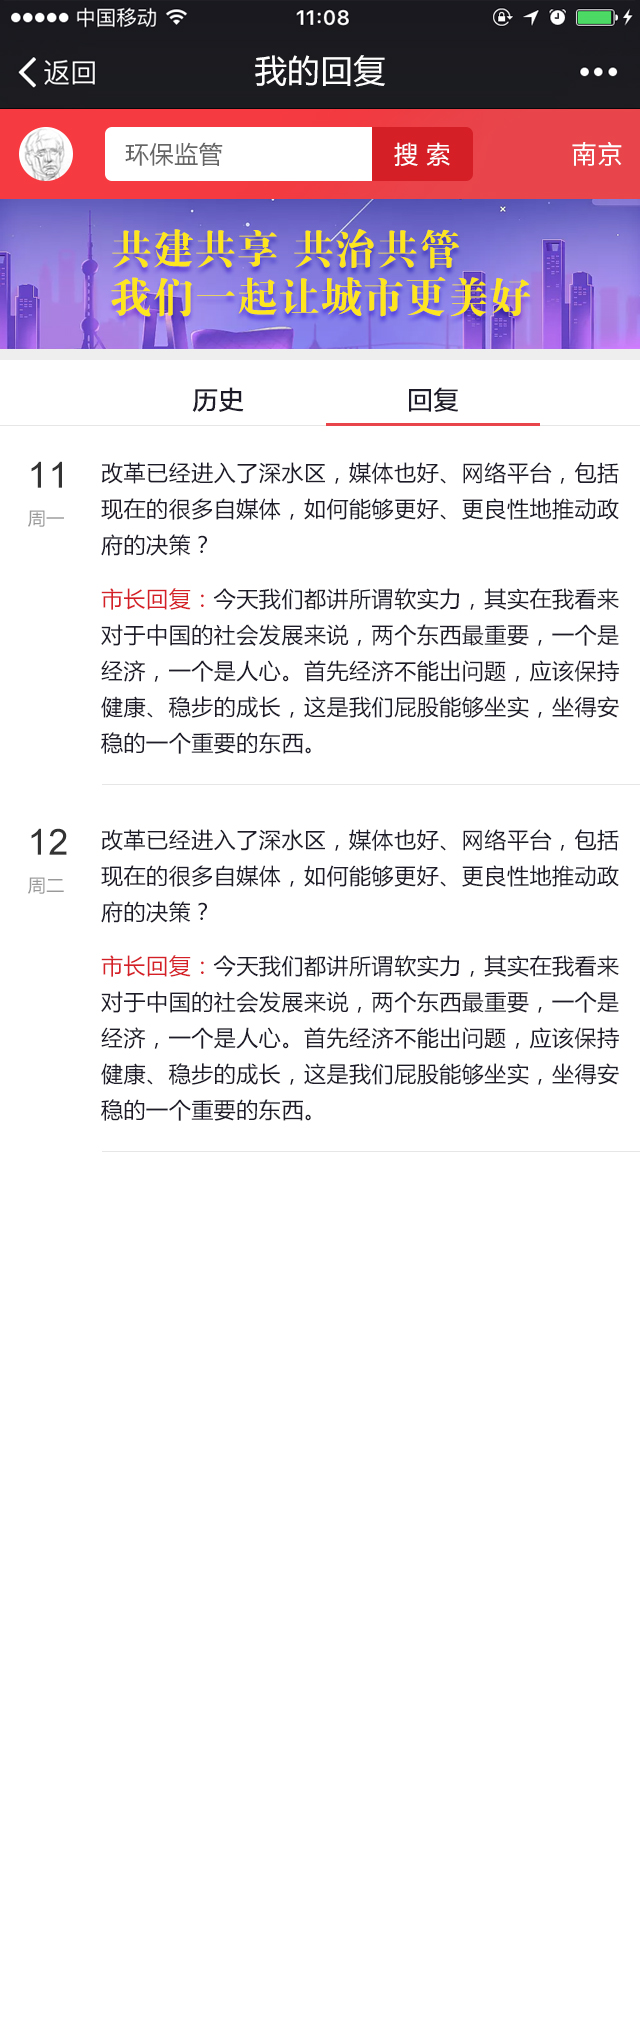 中国移动 11:08
返回 我的回复
环保监管 搜 索 南京
共建共享 共治共管
我们一起让城市更美好
历史 回复
11
周一
改革已经进入了深水区，媒体也好、网络平台，包括
现在的很多自媒体，如何能够更好、更良性地推动政
府的决策？
市长回复：今天我们都讲所谓软实力，其实在我看来
对于中国的社会发展来说，两个东西最重要，一个是
经济，一个是人心。首先经济不能出问题，应该保持
健康、稳步的成长，这是我们屁股能够坐实，坐得安
稳的一个重要的东西。
12
周二
改革已经进入了深水区，媒体也好、网络平台，包括
现在的很多自媒体，如何能够更好、更良性地推动政
府的决策？
市长回复：今天我们都讲所谓软实力，其实在我看来
对于中国的社会发展来说，两个东西最重要，一个是
经济，一个是人心。首先经济不能出问题，应该保持
健康、稳步的成长，这是我们屁股能够坐实，坐得安
稳的一个重要的东西。